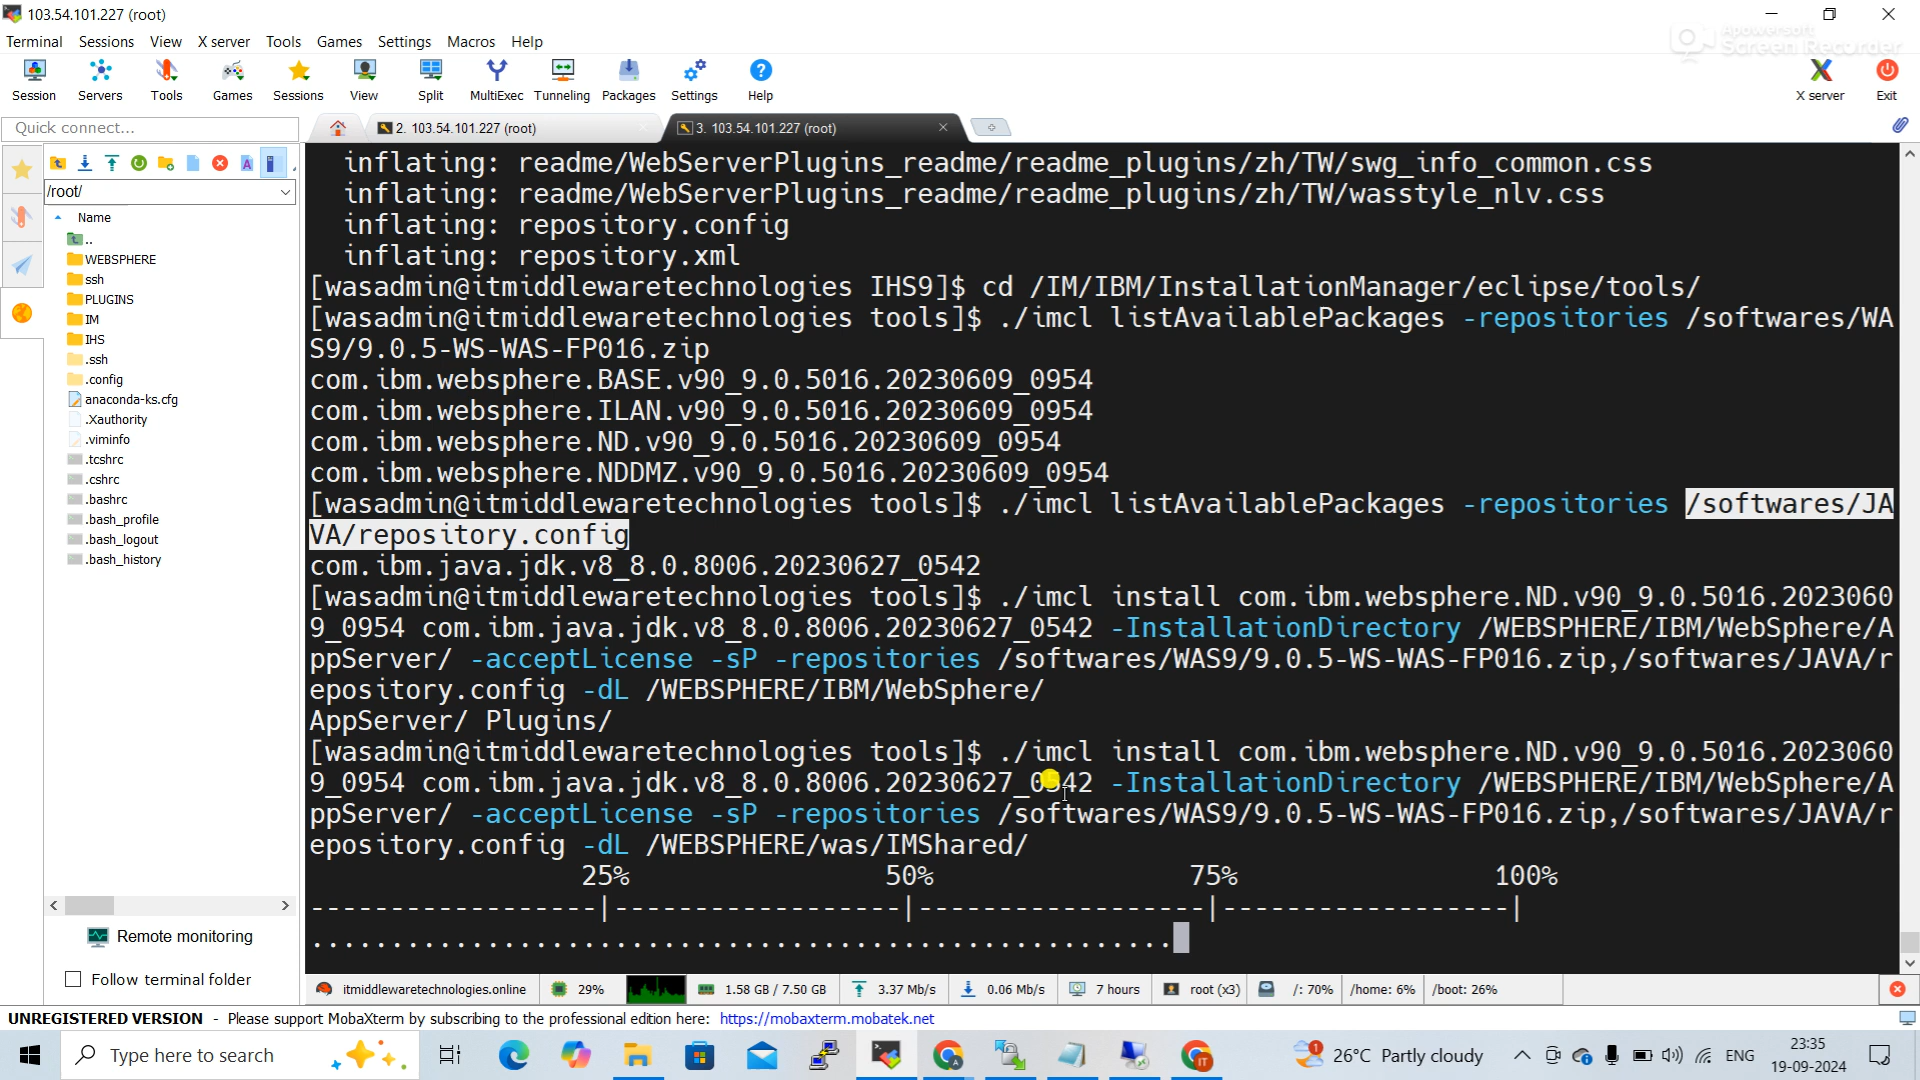 103.54.101.227 (root)
Apowersoft
Screen Recorder
Terminal Sessions View X server Tools Games Settings Macros Help
Session Servers Tools Games Sessions View Split MultiExec Tunneling Packages Settings Help X server Exit
Quick connect...
2. 103.54.101.227 (root)
3. 103.54.101.227 (root)
/root/
Name
..
WEBSPHERE
ssh
PLUGINS
IM
IHS
.ssh
.config
anaconda-ks.cfg
.Xauthority
.viminfo
.tcshrc
.cshrc
.bashrc
.bash_profile
.bash_logout
.bash_history
Remote monitoring
Follow terminal folder
inflating: readme/WebServerPlugins_readme/readme_plugins/zh/TW/swg_info_common.css
inflating: readme/WebServerPlugins_readme/readme_plugins/zh/TW/wasstyle_nlv.css
inflating: repository.config
inflating: repository.xml
[wasadmin@itmiddlewaretechnologies IHS9]$ cd /IM/IBM/InstallationManager/eclipse/tools/
[wasadmin@itmiddlewaretechnologies tools]$ ./imcl listAvailablePackages -repositories /softwares/WA
S9/9.0.5-WS-WAS-FP016.zip
com.ibm.websphere.BASE.v90_9.0.5016.20230609_0954
com.ibm.websphere.ILAN.v90_9.0.5016.20230609_0954
com.ibm.websphere.ND.v90_9.0.5016.20230609_0954
com.ibm.websphere.NDDMZ.v90_9.0.5016.20230609_0954
[wasadmin@itmiddlewaretechnologies tools]$ ./imcl listAvailablePackages -repositories /softwares/JA
VA/repository.config
com.ibm.java.jdk.v8_8.0.8006.20230627_0542
[wasadmin@itmiddlewaretechnologies tools]$ ./imcl install com.ibm.websphere.ND.v90_9.0.5016.2023060
9_0954 com.ibm.java.jdk.v8_8.0.8006.20230627_0542 -InstallationDirectory /WEBSPHERE/IBM/WebSphere/A
ppServer/ -acceptLicense -sP -repositories /softwares/WAS9/9.0.5-WS-WAS-FP016.zip,/softwares/JAVA/r
epository.config -dL /WEBSPHERE/IBM/WebSphere/
AppServer/ Plugins/
[wasadmin@itmiddlewaretechnologies tools]$ ./imcl install com.ibm.websphere.ND.v90_9.0.5016.2023060
9_0954 com.ibm.java.jdk.v8_8.0.8006.20230627_0542 -InstallationDirectory /WEBSPHERE/IBM/WebSphere/A
ppServer/ -acceptLicense -sP -repositories /softwares/WAS9/9.0.5-WS-WAS-FP016.zip,/softwares/JAVA/r
epository.config -dL /WEBSPHERE/was/IMShared/
25% 50% 75% 100%
------------------|------------------|------------------|------------------|
......................................................
itmiddlewaretechnologies.online 29% 1.58 GB / 7.50 GB 3.37 Mb/s 0.06 Mb/s 7 hours root (x3) /: 70% /home: 6% /boot: 26%
UNREGISTERED VERSION - Please support MobaXterm by subscribing to the professional edition here: https://mobaxterm.mobatek.net
Type here to search
26°C Partly cloudy
ENG
23:35
19-09-2024